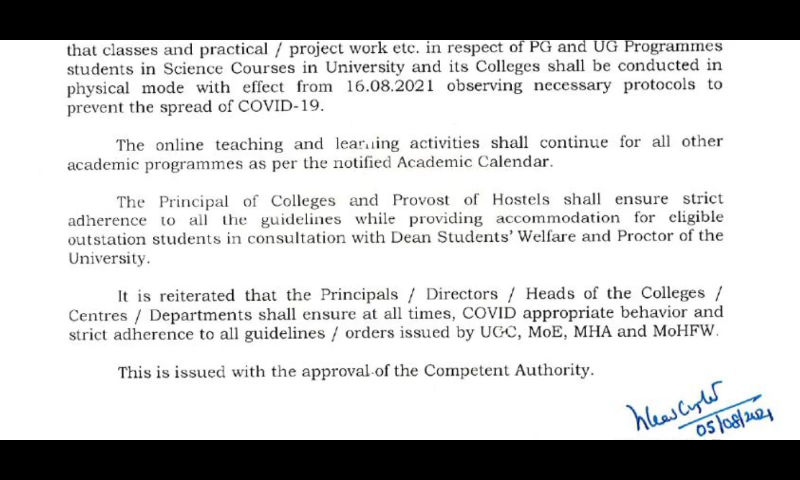 that classes and practical / project work etc. in respect of PG and UG Programmes
students in Science Courses in University and its Colleges shall be conducted in
physical mode with effect from 16.08.2021 observing necessary protocols to
prevent the spread of COVID-19.
The online teaching and learning activities shall continue for all other
academic programmes as per the notified Academic Calendar.
The Principal of Colleges and Provost of Hostels shall ensure strict
adherence to all the guidelines while providing accommodation for eligible
outstation students in consultation with Dean Students' Welfare and Proctor of the
University.
It is reiterated that the Principals / Directors / Heads of the Colleges /
Centres / Departments shall ensure at all times, COVID appropriate behavior and
strict adherence to all guidelines / orders issued by UGC, MoE, MHA and MoHFW.
This is issued with the approval of the Competent Authority.
05/08/2021